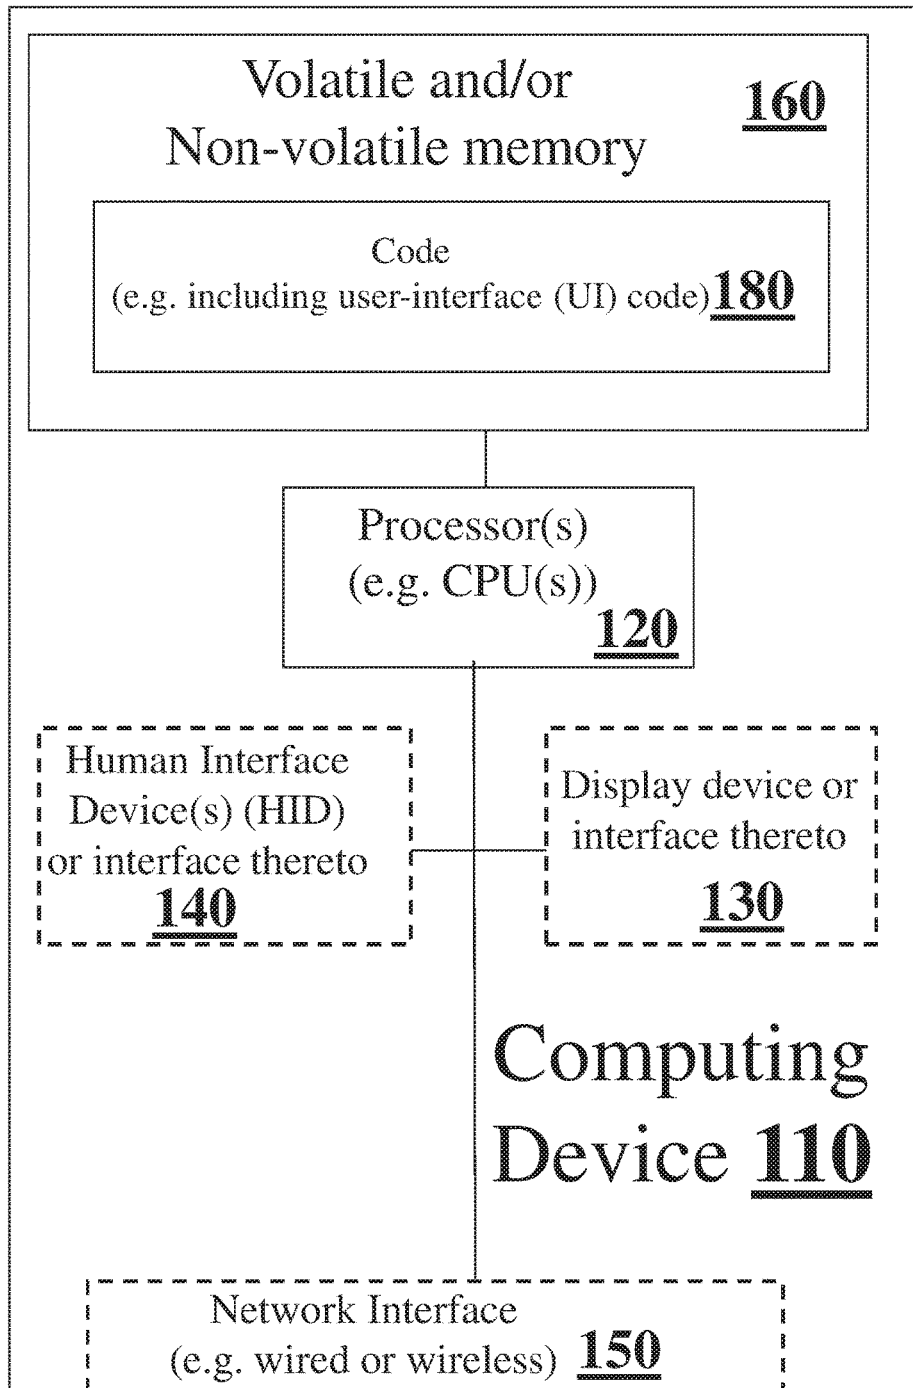 Volatile and/or
Non-volatile memory
160
Code
(e.g. including user-interface (UI) code) 180
Processor(s)
(e.g. CPU(s))
120
Human Interface
Device(s) (HID)
or interface thereto
140
Display device or
interface thereto
130
Computing
Device 110
Network Interface
(e.g. wired or wireless) 150